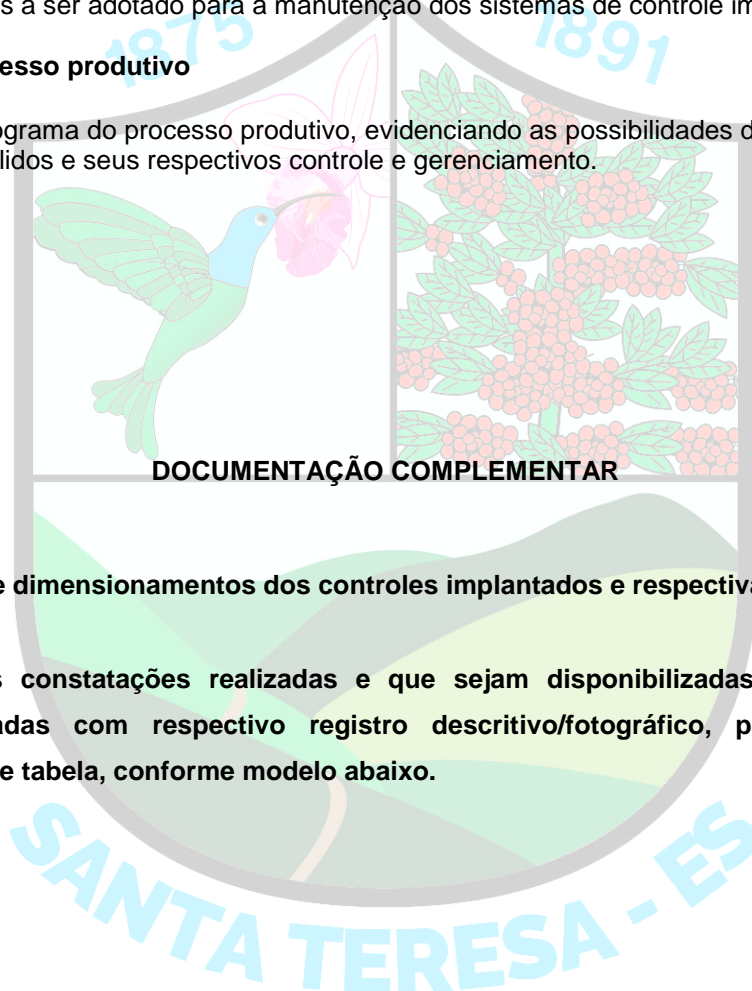 s a ser adotado para a manutenção dos sistemas de controle im
1875
1891
esso produtivo
ograma do processo produtivo, evidenciando as possibilidades d
lidos e seus respectivos controle e gerenciamento.
DOCUMENTAÇÃO COMPLEMENTAR
e dimensionamentos dos controles implantados e respectiva
s constatações realizadas e que sejam disponibilizadas
adas com respectivo registro descritivo/fotográfico, p
e tabela, conforme modelo abaixo.
SANTA TERESA - ES